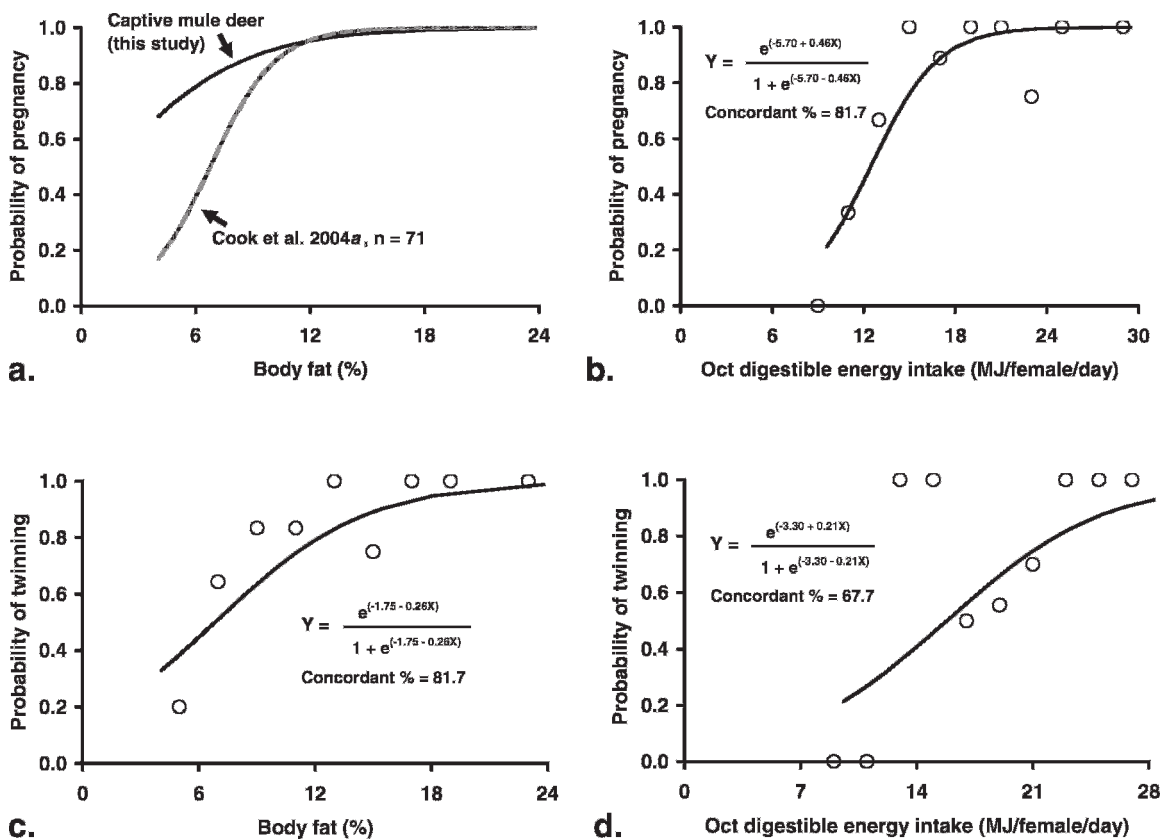 1.0
0.8
0.6
0.4
0.2
0.0
Probability of pregnancy
Captive mule deer
(this study)
Cook et al. 2004a, n = 71
0 6 12 18 24
Body fat (%)
a.
1.0
0.8
0.6
0.4
0.2
0.0
Probability of pregnancy
e(-5.70 + 0.46X)
Y =
1 + e(-5.70 - 0.46X)
Concordant % = 81.7
0 6 12 18 24 30
Oct digestible energy intake (MJ/female/day)
b.
1.0
0.8
0.6
0.4
0.2
0.0
Probability of twinning
e(-1.75 - 0.26X)
Y =
1 + e(-1.75 - 0.26X)
Concordant % = 81.7
0 6 12 18 24
Body fat (%)
c.
1.0
0.8
0.6
0.4
0.2
0.0
Probability of twinning
e(-3.30 + 0.21X)
Y =
1 + e(-3.30 - 0.21X)
Concordant % = 67.7
0 7 14 21 28
Oct digestible energy intake (MJ/female/day)
d.